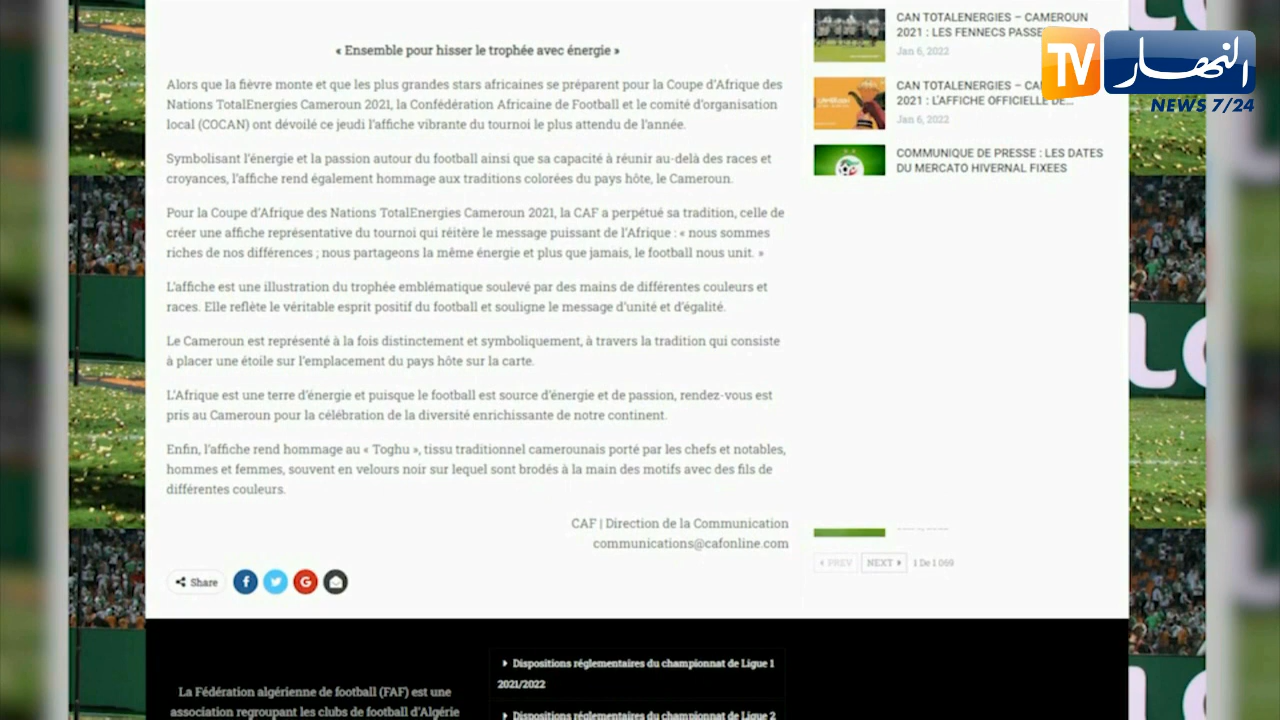 « Ensemble pour hisser le trophée avec énergie »
Alors que la fièvre monte et que les plus grandes stars africaines se préparent pour la Coupe d'Afrique des
Nations TotalEnergies Cameroun 2021, la Confédération Africaine de Football et le comité d'organisation
local (COCAN) ont dévoilé ce jeudi l'affiche vibrante du tournoi le plus attendu de l'année.
Symbolisant l'énergie et la passion autour du football ainsi que sa capacité à réunir au-delà des races et
croyances, l'affiche rend également hommage aux traditions colorées du pays hôte, le Cameroun.
Pour la Coupe d'Afrique des Nations TotalEnergies Cameroun 2021, la CAF a perpétué sa tradition, celle de
créer une affiche représentative du tournoi qui réitère le message puissant de l'Afrique : « nous sommes
riches de nos différences ; nous partageons la même énergie et plus que jamais, le football nous unit. »
L'affiche est une illustration du trophée emblématique soulevé par des mains de différentes couleurs et
races. Elle reflète le véritable esprit positif du football et souligne le message d'unité et d'égalité.
Le Cameroun est représenté à la fois distinctement et symboliquement, à travers la tradition qui consiste
à placer une étoile sur l'emplacement du pays hôte sur la carte.
L'Afrique est une terre d'énergie et puisque le football est source d'énergie et de passion, rendez-vous est
pris au Cameroun pour la célébration de la diversité enrichissante de notre continent.
Enfin, l'affiche rend hommage au « Toghu », tissu traditionnel camerounais porté par les chefs et notables,
hommes et femmes, souvent en velours noir sur lequel sont brodés à la main des motifs avec des fils de
différentes couleurs.
CAF | Direction de la Communication
communications@cafonline.com
Share
CAN TOTALENERGIES – CAMEROUN
2021 : LES FENNECS PASSE
Jan 6, 2022
CAN TOTALENERGIES – CA
2021 : L'AFFICHE OFFICIELLE DE...
Jan 6, 2022
COMMUNIQUE DE PRESSE : LES DATES
DU MERCATO HIVERNAL FIXEES
PREV NEXT 1 De 1 069
TV النهار
NEWS 7/24
La Fédération algérienne de football (FAF) est une
association regroupant les clubs de football d'Algérie
Dispositions réglementaires du championnat de Ligue 1
2021/2022
Dispositions réglementaires du championnat de Ligue 2